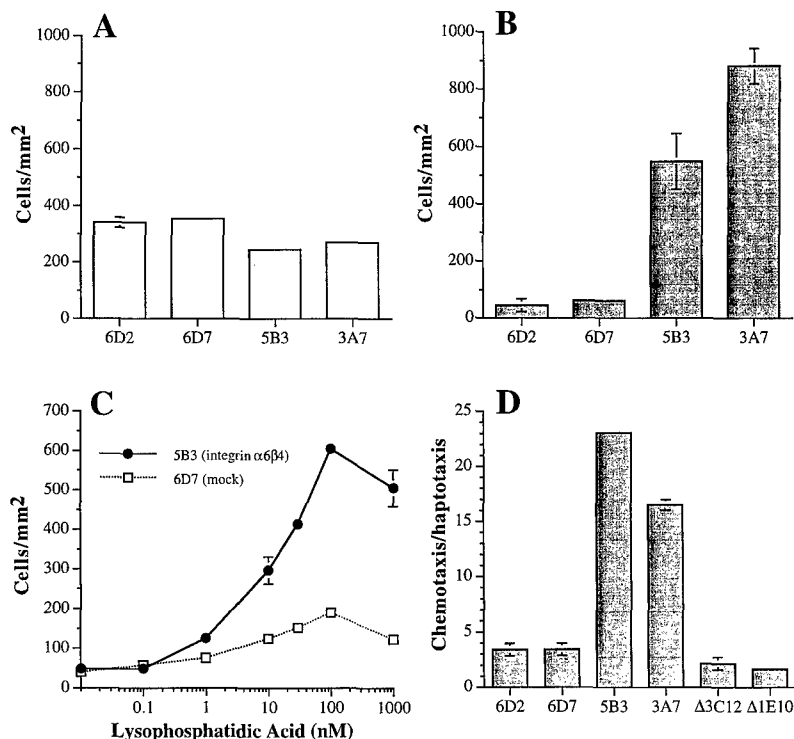 A
Cells/mm2
1000
800
600
400
200
0
6D2 6D7 5B3 3A7
B
Cells/mm2
1000
800
600
400
200
0
6D2 6D7 5B3 3A7
C
Cells/mm2
700
600
500
400
300
200
100
0
5B3 (integrin α6β4)
6D7 (mock)
0.1 1 10 100 1000
Lysophosphatidic Acid (nM)
D
Chemotaxis/haptotaxis
25
20
15
10
5
0
6D2 6D7 5B3 3A7 Δ3C12 Δ1E10